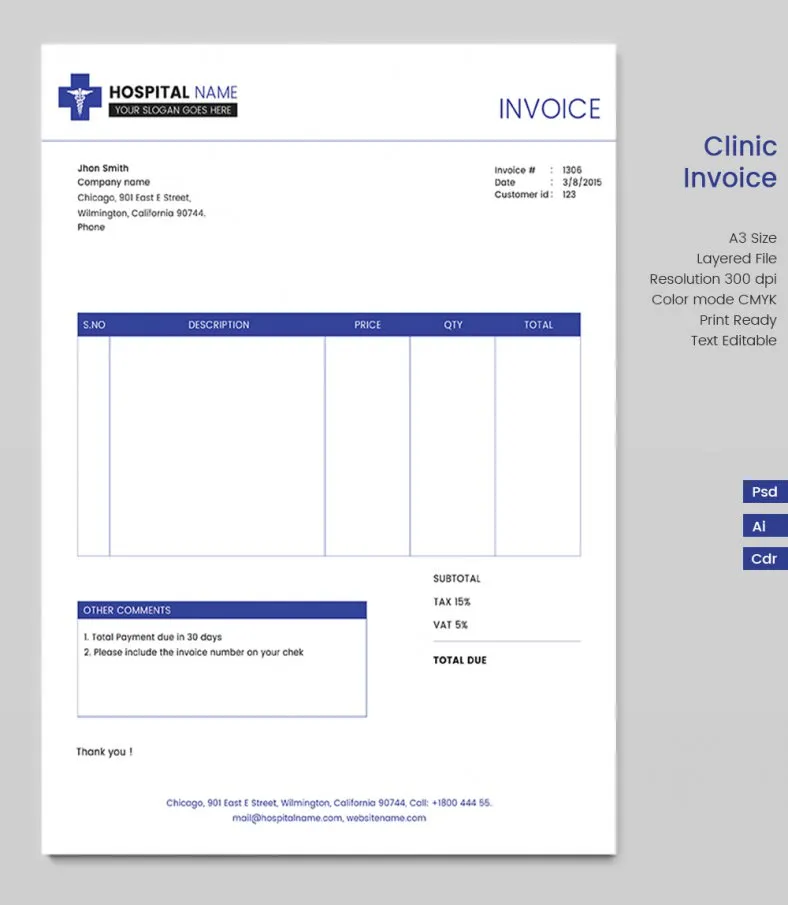 HOSPITAL NAME
YOUR SLOGAN GOES HERE
INVOICE
Jhon Smith
Company name
Chicago, 901 East E Street,
Wilmington, California 90744.
Phone
Invoice # : 1306
Date : 3/8/2015
Customer id : 123
S.NO DESCRIPTION PRICE QTY TOTAL
SUBTOTAL
TAX 15%
VAT 5%
TOTAL DUE
OTHER COMMENTS
1. Total Payment due in 30 days
2. Please include the invoice number on your chek
Thank you !
Chicago, 901 East E Street, Wilmington, California 90744, Call: +1800 444 55.
mail@hospitalname.com, websitename.com
Clinic
Invoice
A3 Size
Layered File
Resolution 300 dpi
Color mode CMYK
Print Ready
Text Editable
Psd
Ai
Cdr